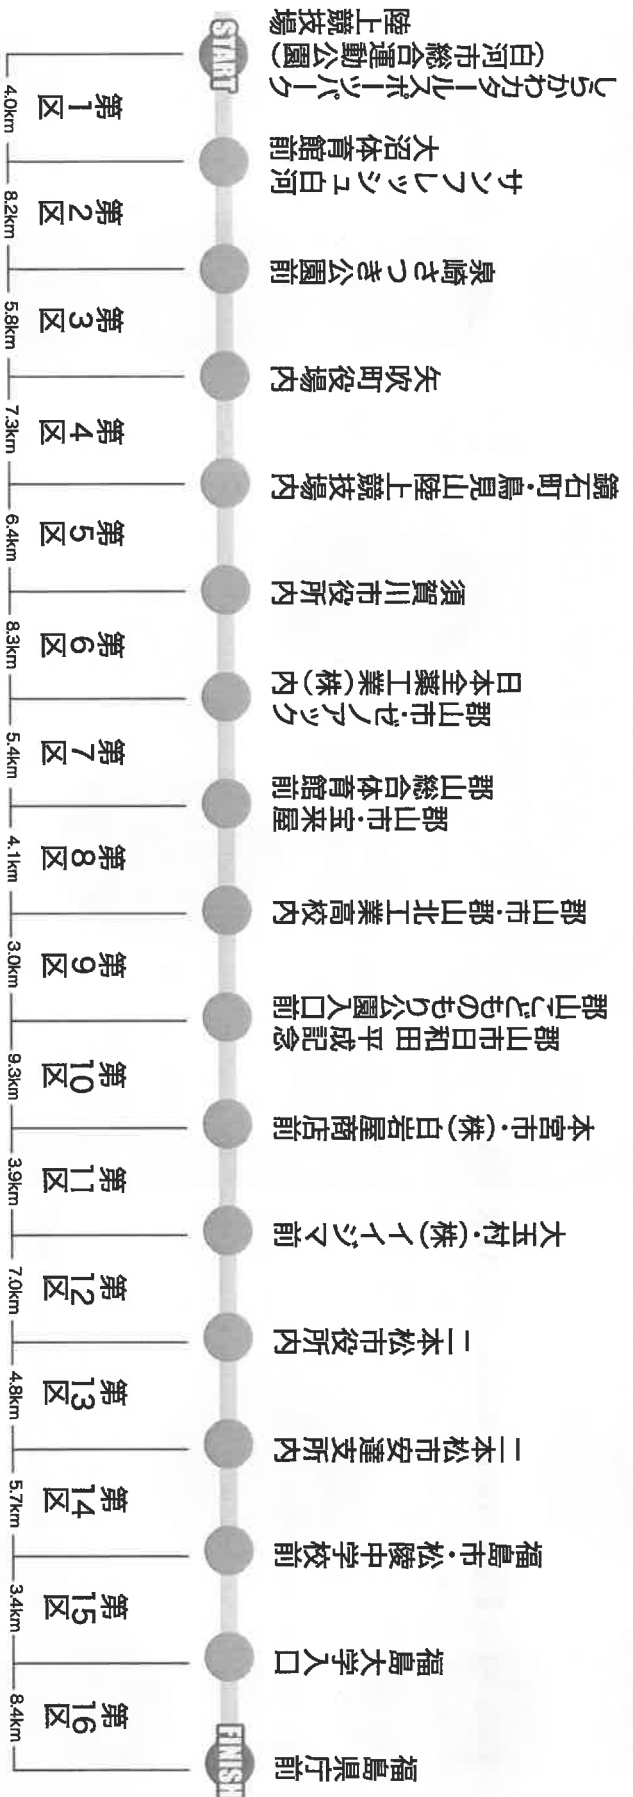 START
しらかわカタールスポーツパーク
(白河市総合運動公園)
陸上競技場
第1区
4.0km
サンフレッシュ白河
大沼体育館前
第2区
8.2km
泉崎さつき公園前
第3区
5.8km
矢吹町役場内
第4区
7.3km
鏡石町・鳥見山陸上競技場内
第5区
6.4km
須賀川市役所内
第6区
8.3km
郡山市・ゼノアック
日本全薬工業(株)内
第7区
5.4km
郡山市・宝来屋
郡山総合体育館前
第8区
4.1km
郡山市・郡山北工業高校内
第9区
3.0km
郡山市日和田 平成記念
郡山こどものもり公園入口前
第10区
9.3km
本宮市・(株)白岩屋商店前
第11区
3.9km
大玉村・(株)イイジマ前
第12区
7.0km
二本松市役所内
第13区
4.8km
二本松市安達支所内
第14区
5.7km
福島市・松陵中学校前
第15区
3.4km
福島大学入口
第16区
8.4km
福島県庁前
FINISH